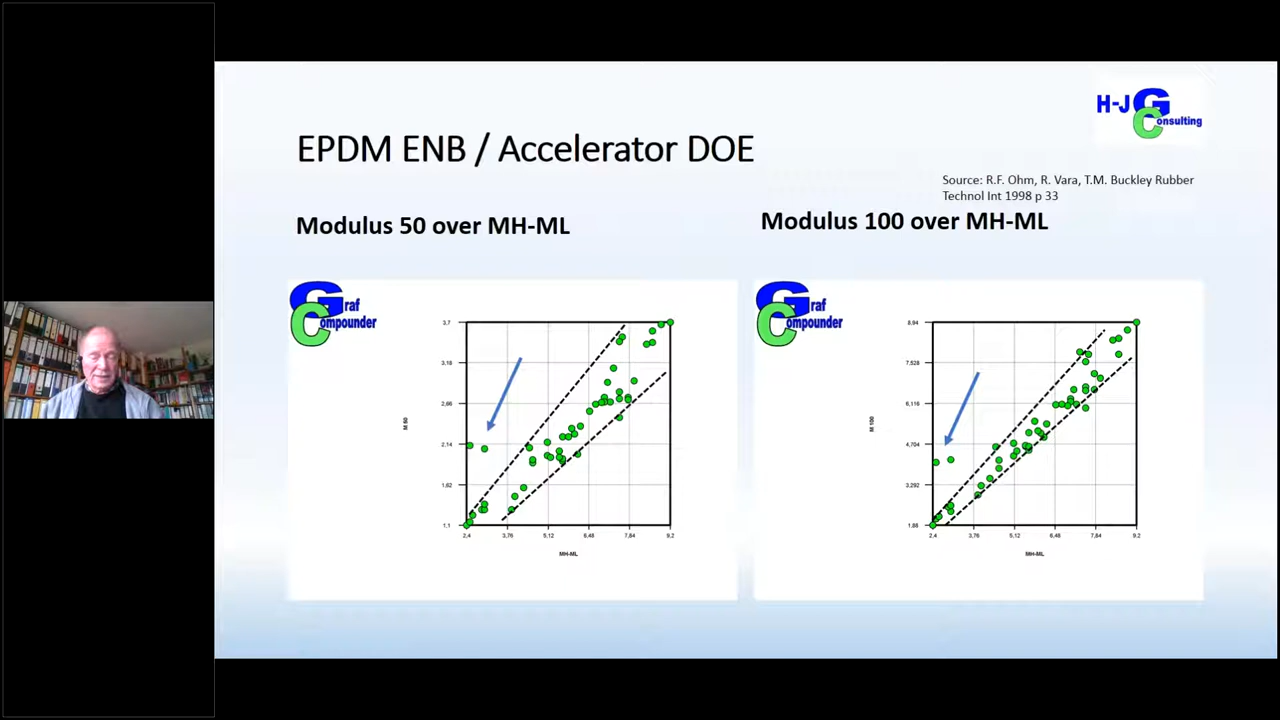 EPDM ENB / Accelerator DOE
H-J G Consulting
Source: R.F. Ohm, R. Vara, T.M. Buckley Rubber
Technol Int 1998 p 33
Modulus 50 over MH-ML
Modulus 100 over MH-ML
Graf
Compounder
3,7
3,18
2,66
2,14
1,62
1,1
M 50
2,4 3,76 5,12 6,48 7,84 9,2
MH-ML
Graf
Compounder
8,94
7,528
6,116
4,704
3,292
1,88
M 100
2,4 3,76 5,12 6,48 7,84 9,2
MH-ML